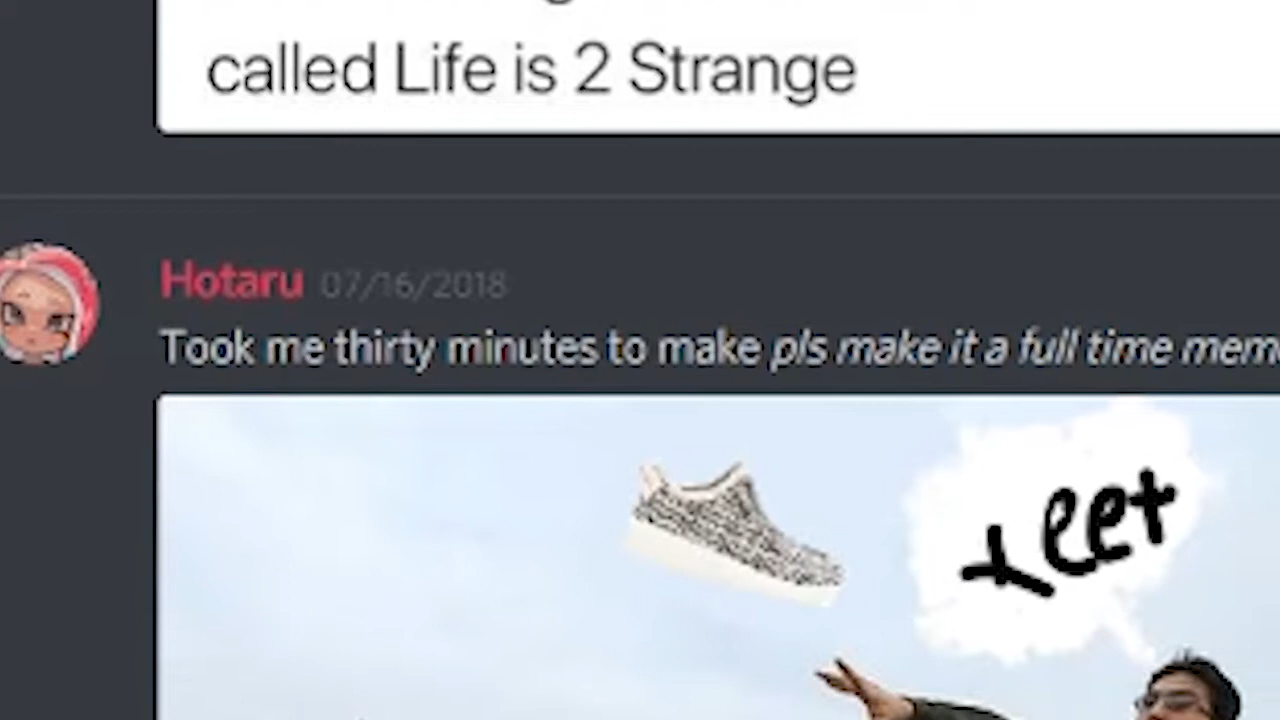 called Life is 2 Strange
Hotaru 07/16/2018
Took me thirty minutes to make pls make it a full time mem
Yeet